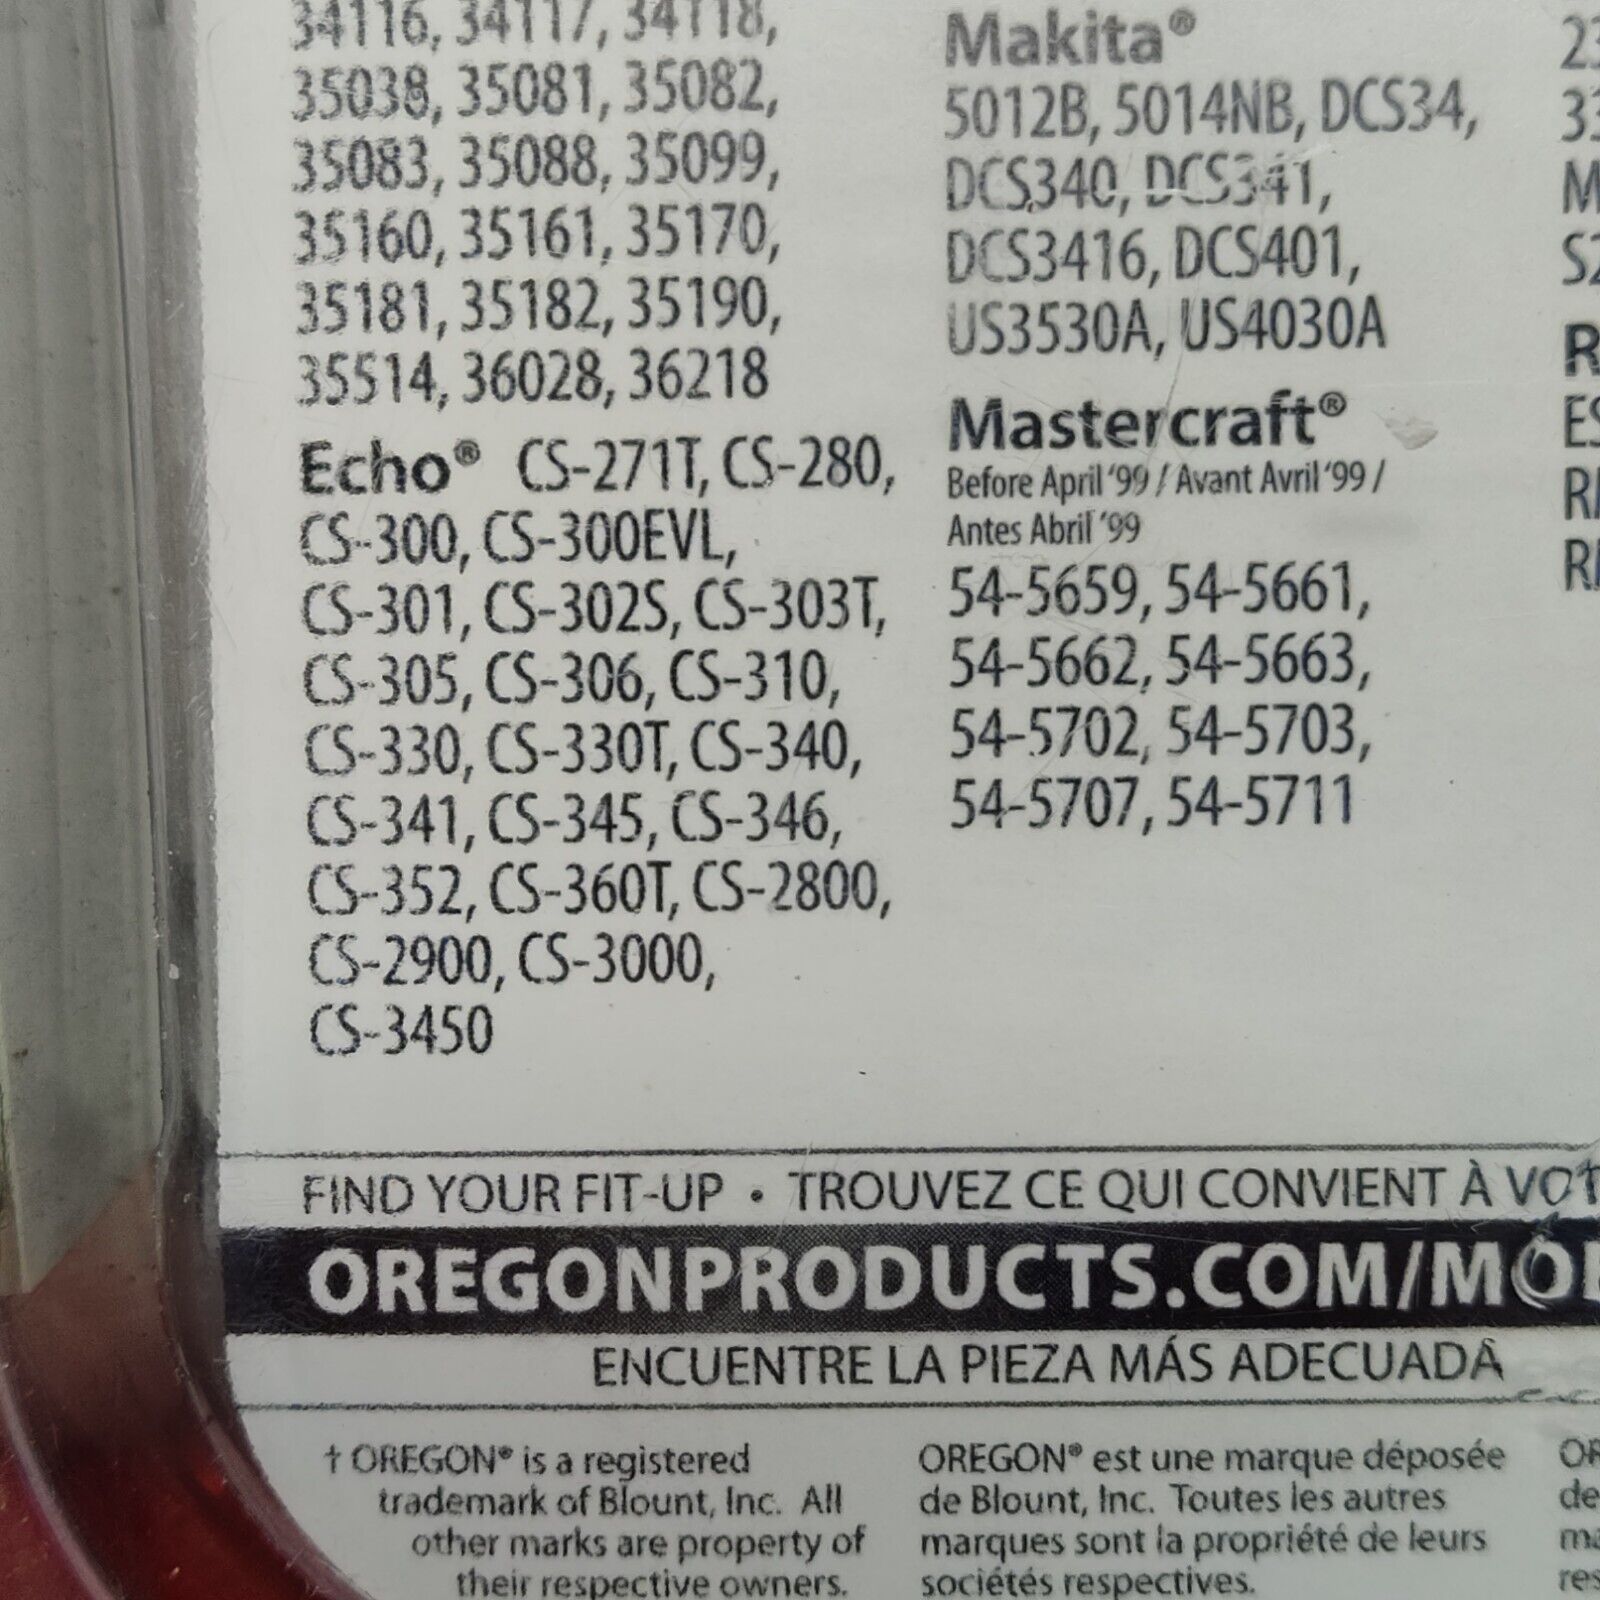 34116, 34117, 34118,
35038, 35081, 35082,
35083, 35088, 35099,
35160, 35161, 35170,
35181, 35182, 35190,
35514, 36028, 36218
Echo® CS-271T, CS-280,
CS-300, CS-300EVL,
CS-301, CS-302S, CS-303T,
CS-305, CS-306, CS-310,
CS-330, CS-330T, CS-340,
CS-341, CS-345, CS-346,
CS-352, CS-360T, CS-2800,
CS-2900, CS-3000,
CS-3450
Makita®
5012B, 5014NB, DCS34,
DCS340, DCS341,
DCS3416, DCS401,
US3530A, US4030A
Mastercraft®
Before April '99 / Avant Avril '99 /
Antes Abril '99
54-5659, 54-5661,
54-5662, 54-5663,
54-5702, 54-5703,
54-5707, 54-5711
FIND YOUR FIT-UP • TROUVEZ CE QUI CONVIENT À
OREGONPRODUCTS.COM/
ENCUENTRE LA PIEZA MÁS ADECUADA
† OREGON® is a registered
trademark of Blount, Inc. All
other marks are property of
their respective owners.
OREGON® est une marque déposée
de Blount, Inc. Toutes les autres
marques sont la propriété de leurs
sociétés respectives.